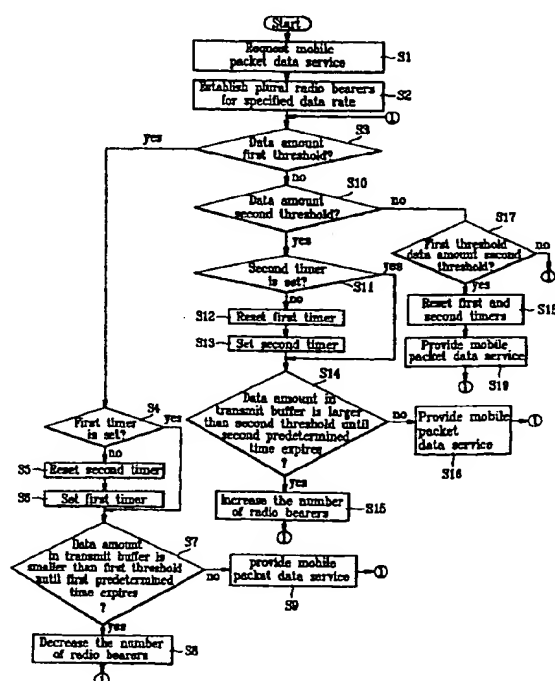 Start
Request mobile
packet data service
S1
Establish plural radio bearers
for specified data rate
S2
1
S3
yes
Data amount
first threshold?
no
S10
Data amount
second threshold?
no
S17
yes
First threshold
data amount second
threshold?
no
1
yes
Second timer
is set?
yes
S11
no
S12
Reset first timer
S13
Set second timer
Reset first and
second timers
S18
Provide mobile
packet data service
S19
1
S14
Data amount in
transmit buffer is larger
than second threshold until
second predetermined
time expires
?
no
Provide mobile
packet
data service
1
S16
yes
Increase the number
of radio bearers
S15
1
S4
First timer
is set?
yes
no
S5
Reset second timer
S6
Set first timer
S7
Data amount
in transmit buffer is
smaller than first threshold
until first predetermined
time expires
?
no
provide mobile
packet data service
1
S9
yes
Decrease the number
of radio bearers
S8
1